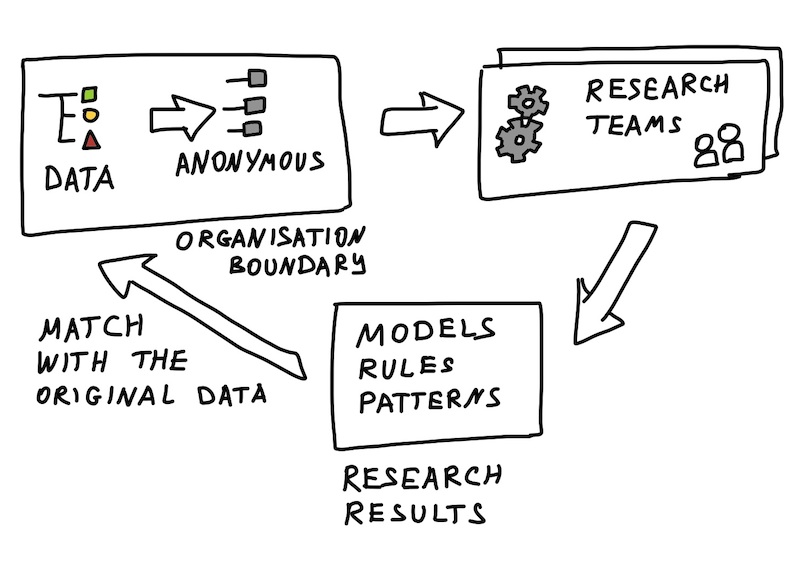 DATA
ANONYMOUS
ORGANISATION
BOUNDARY
RESEARCH
TEAMS
MODELS
RULES
PATTERNS
RESEARCH
RESULTS
MATCH
WITH THE
ORIGINAL DATA